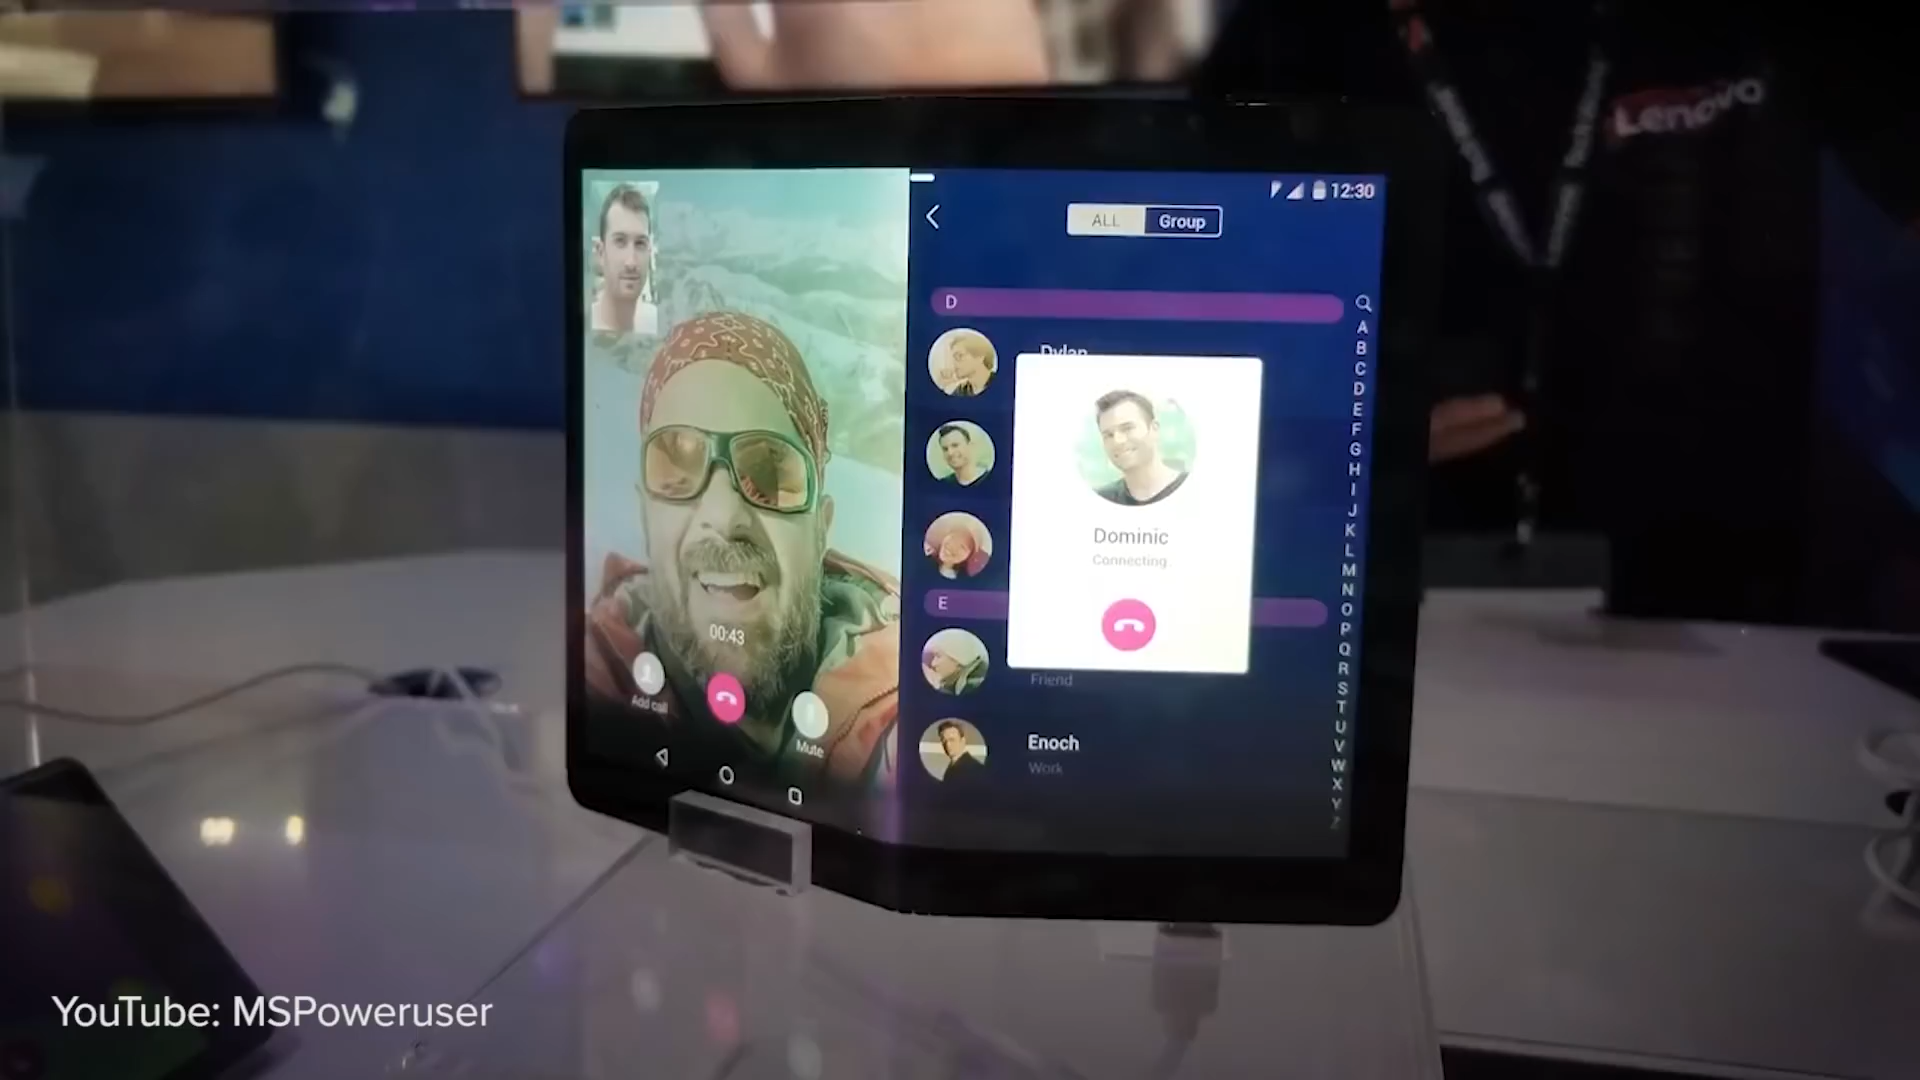 Lenovo
12:30
ALL
Group
D
Dylan
A
B
C
D
E
F
G
H
I
J
K
L
M
N
O
P
Q
R
S
T
U
V
W
X
Y
Z
Dominic
Connecting.
E
Friend
Enoch
Work
00:43
Add call
Mute
YouTube: MSPoweruser